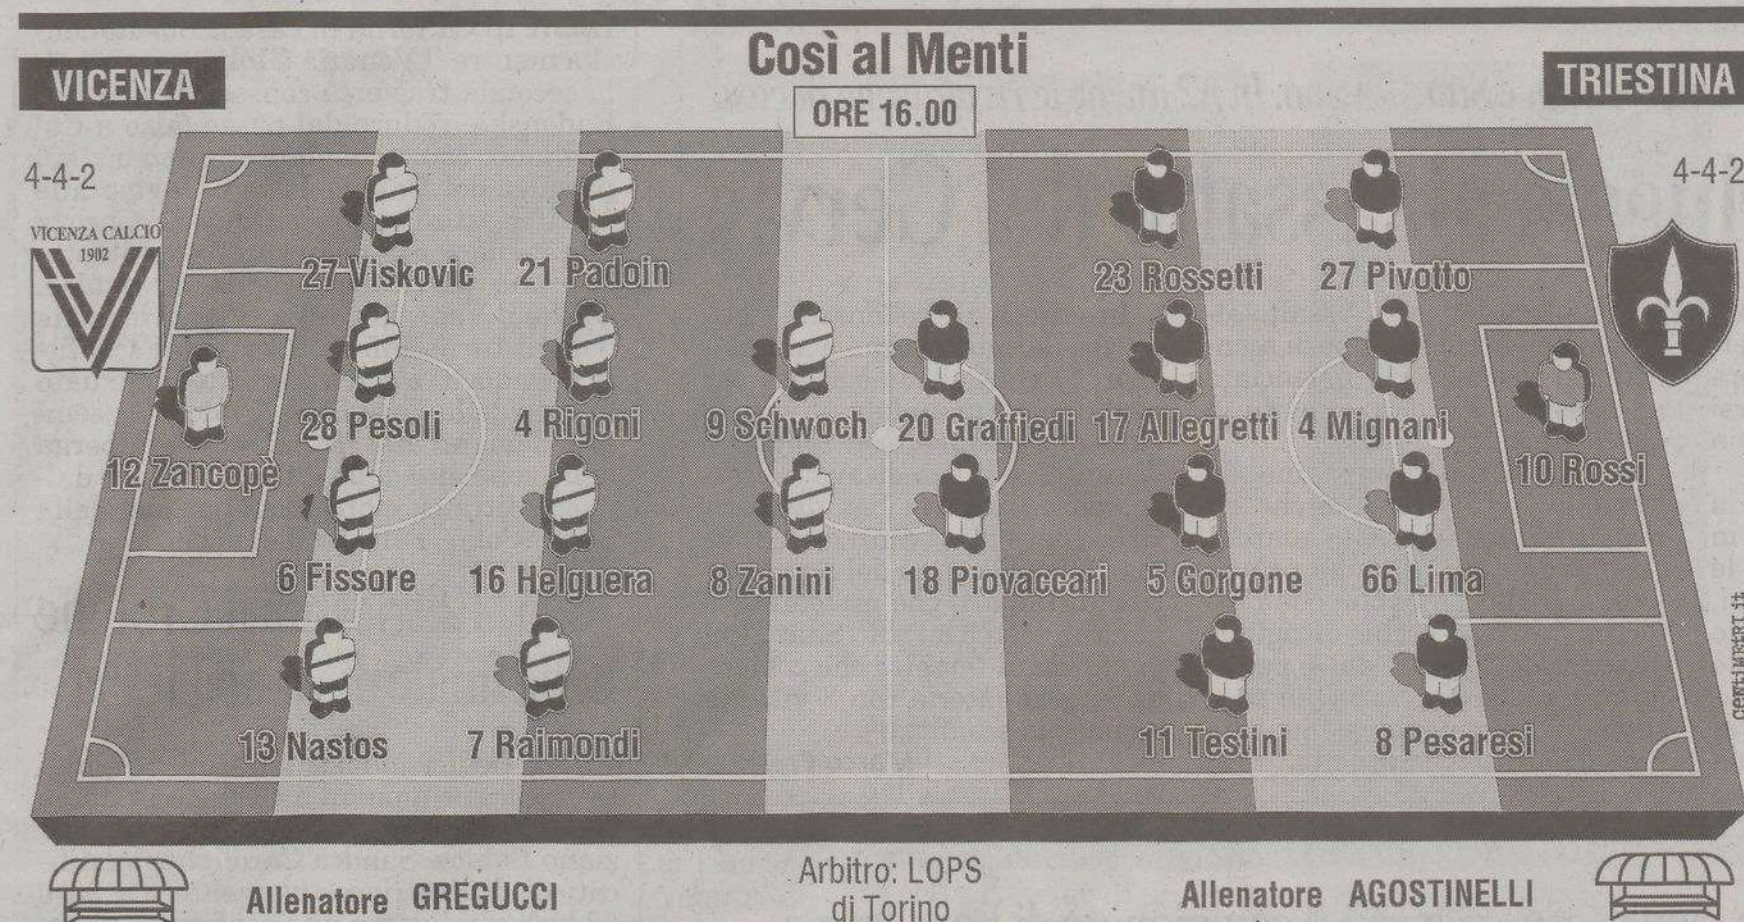 Così al Menti
VICENZA
TRIESTINA
ORE 16.00
4-4-2
4-4-2
VICENZA CALCIO
1902
27 Viskovic
21 Padoin
23 Rossetti
27 Pivotto
28 Pesoli
4 Rigoni
9 Schwoch
20 Graffiedi
17 Allegretti
4 Mignani
12 Zancopè
10 Rossi
6 Fissore
16 Helguera
8 Zanini
18 Piovaccari
5 Gorgone
66 Lima
13 Nastos
7 Raimondi
11 Testini
8 Pesaresi
centimetri.it
Allenatore GREGUCCI
Arbitro: LOPS
di Torino
Allenatore AGOSTINELLI